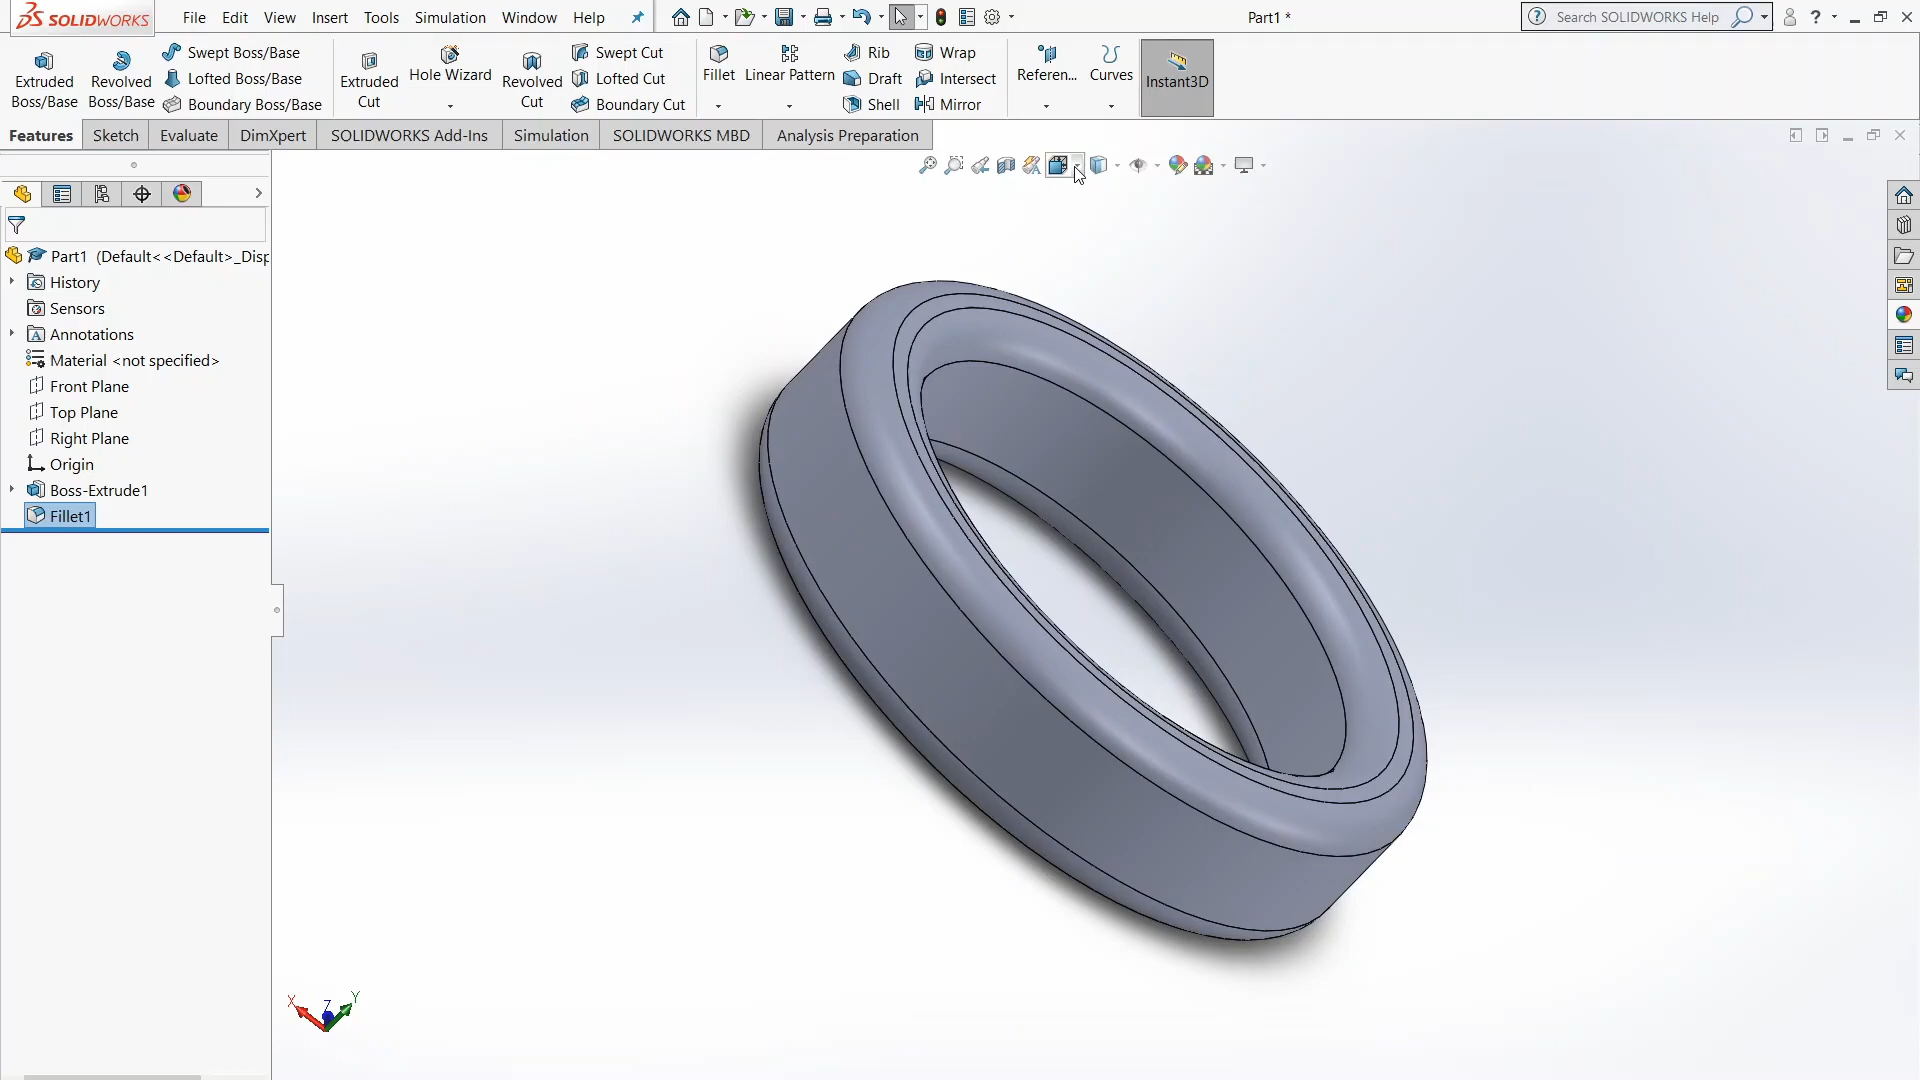 SOLIDWORKS File Edit View Insert Tools Simulation Window Help Part1 * Search SOLIDWORKS Help ?
Extruded Boss/Base
Revolved Boss/Base
Swept Boss/Base
Lofted Boss/Base
Boundary Boss/Base
Extruded Cut
Hole Wizard
Revolved Cut
Swept Cut
Lofted Cut
Boundary Cut
Fillet
Linear Pattern
Rib
Draft
Shell
Wrap
Intersect
Mirror
Referen...
Curves
Instant3D
Features Sketch Evaluate DimXpert SOLIDWORKS Add-Ins Simulation SOLIDWORKS MBD Analysis Preparation
Part1 (Default<<Default>_Disp
History
Sensors
Annotations
Material <not specified>
Front Plane
Top Plane
Right Plane
Origin
Boss-Extrude1
Fillet1
X Z Y